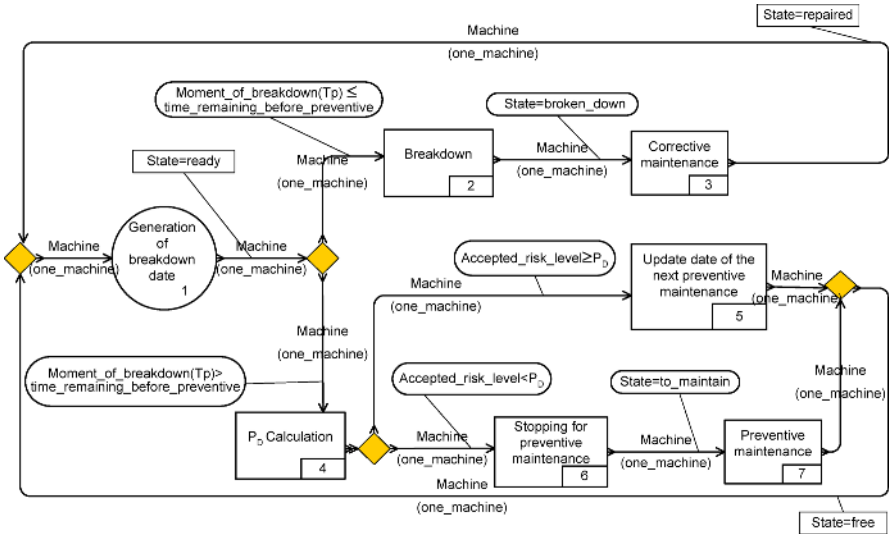 State=repaired
Machine
(one_machine)
Moment_of_breakdown(Tp) ≤
time_remaining_before_preventive
State=broken_down
State=ready
Machine
(one_machine)
Breakdown
2
Machine
(one_machine)
Corrective
maintenance
3
Machine
(one_machine)
Generation
of
breakdown
date
1
Machine
(one_machine)
Accepted_risk_level≥P_D
Update date of the
next preventive
maintenance
5
Machine
(one_machine)
Machine
(one_machine)
Machine
(one_machine)
Moment_of_breakdown(Tp)>
time_remaining_before_preventive
Accepted_risk_level<P_D
State=to_maintain
Machine
(one_machine)
P_D Calculation
4
Machine
(one_machine)
Stopping for
preventive
maintenance
6
Machine
(one_machine)
Preventive
maintenance
7
Machine
(one_machine)
State=free